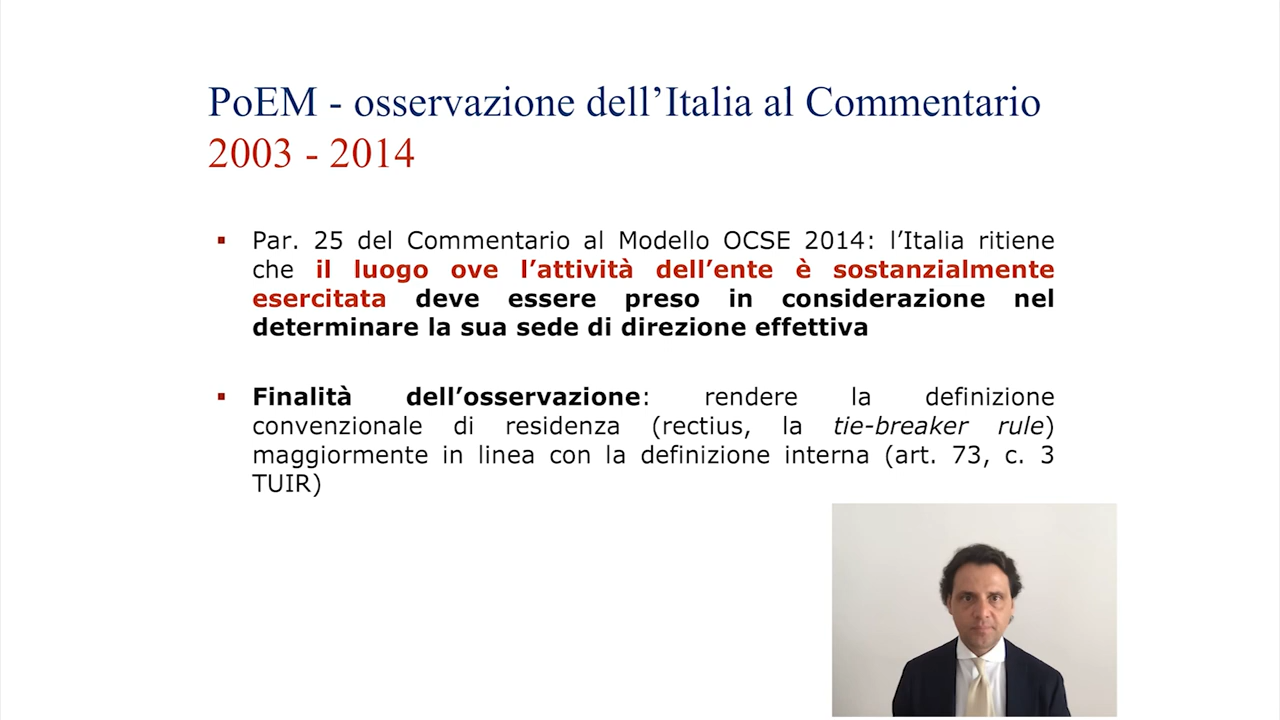 PoEM - osservazione dell’Italia al Commentario
2003 - 2014
▪ Par. 25 del Commentario al Modello OCSE 2014: l’Italia ritiene
che il luogo ove l’attività dell’ente è sostanzialmente
esercitata deve essere preso in considerazione nel
determinare la sua sede di direzione effettiva
▪ Finalità dell’osservazione: rendere la definizione
convenzionale di residenza (rectius, la tie-breaker rule)
maggiormente in linea con la definizione interna (art. 73, c. 3
TUIR)